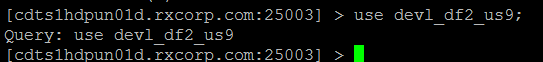 [cdts1hdpun01d.rxcorp.com:25003] > use devl_df2_us9;
Query: use devl_df2_us9
[cdts1hdpun01d.rxcorp.com:25003] >